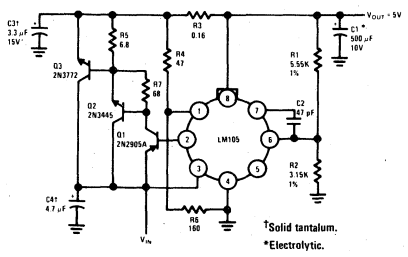 C3†
3.3 µF
15V
R5
6.8
R3
0.16
VOUT = 5V
R4
47
C1 *
500 µF
10V
Q3
2N3772
R7
68
R1
5.55K
1%
Q2
2N3445
C2
47 pF
Q1
2N2905A
1
8
7
2
LM105
6
3
4
5
R2
3.15K
1%
C4†
4.7 µF
R6
160
VIN
†Solid tantalum.
*Electrolytic.